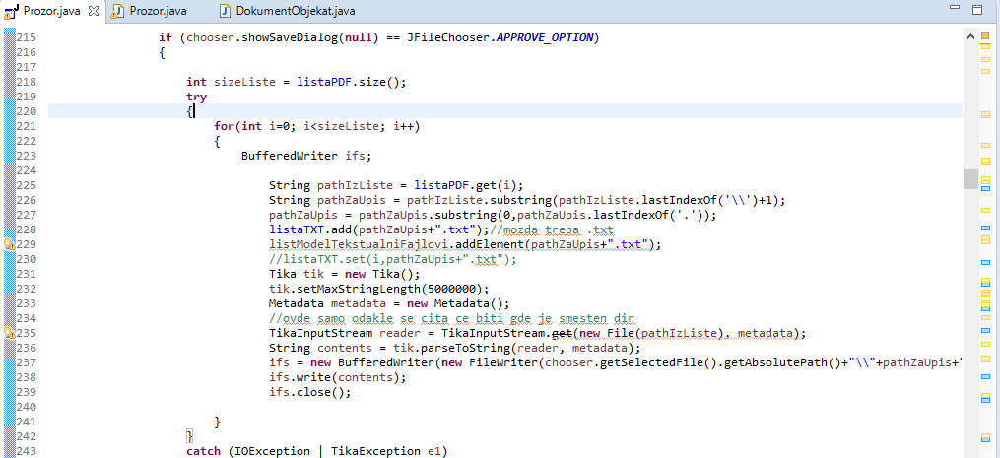 Prozor.java Prozor.java DokumentObjekat.java
215 if (chooser.showSaveDialog(null) == JFileChooser.APPROVE_OPTION)
216 {
217
218 int sizeListe = listaPDF.size();
219 try
220 {
221 for(int i=0; i<sizeListe; i++)
222 {
223 BufferedWriter ifs;
224
225 String pathIzListe = listaPDF.get(i);
226 String pathZaUpis = pathIzListe.substring(pathIzListe.lastIndexOf('\\')+1);
227 pathZaUpis = pathZaUpis.substring(0,pathZaUpis.lastIndexOf('.'));
228 listaTXT.add(pathZaUpis+".txt");//mozda treba .txt
229 listModelTekstualniFajlovi.addElement(pathZaUpis+".txt");
230 //listaTXT.set(i,pathZaUpis+".txt");
231 Tika tik = new Tika();
232 tik.setMaxStringLength(5000000);
233 Metadata metadata = new Metadata();
234 //ovde samo odakle se cita ce biti gde je smesten dir
235 TikaInputStream reader = TikaInputStream.get(new File(pathIzListe), metadata);
236 String contents = tik.parseToString(reader, metadata);
237 ifs = new BufferedWriter(new FileWriter(chooser.getSelectedFile().getAbsolutePath()+"\\"+pathZaUpis+"
238 ifs.write(contents);
239 ifs.close();
240
241 }
242 }
243 catch (IOException | TikaException e1)